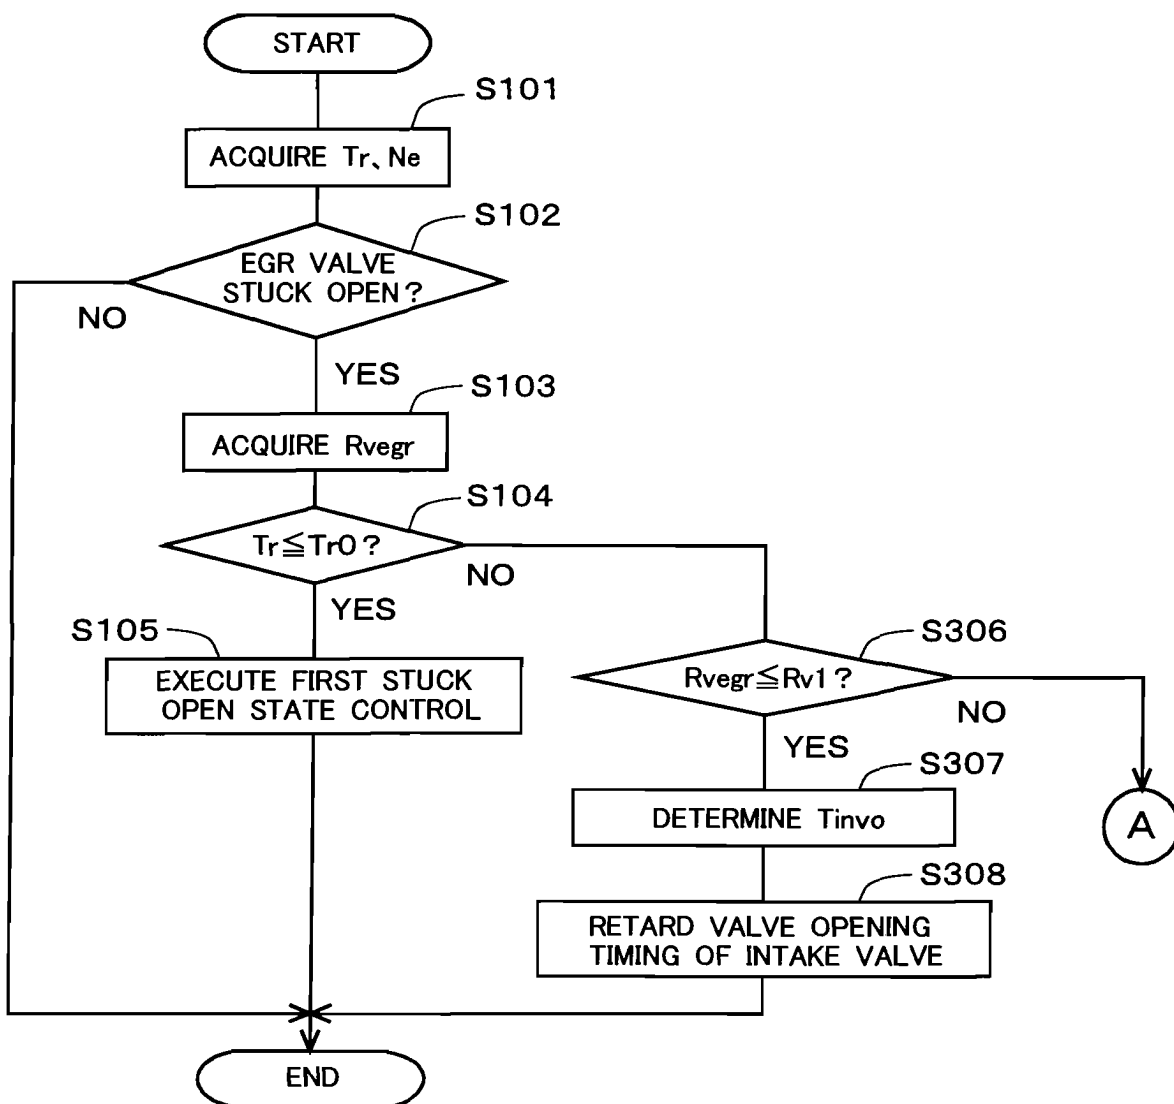 START
S101
ACQUIRE Tr、Ne
S102
EGR VALVE
STUCK OPEN?
NO
YES
S103
ACQUIRE Rvegr
S104
Tr≦Tr0?
NO
YES
S105
EXECUTE FIRST STUCK
OPEN STATE CONTROL
S306
Rvegr≦Rv1?
NO
YES
S307
DETERMINE Tinvo
A
S308
RETARD VALVE OPENING
TIMING OF INTAKE VALVE
END